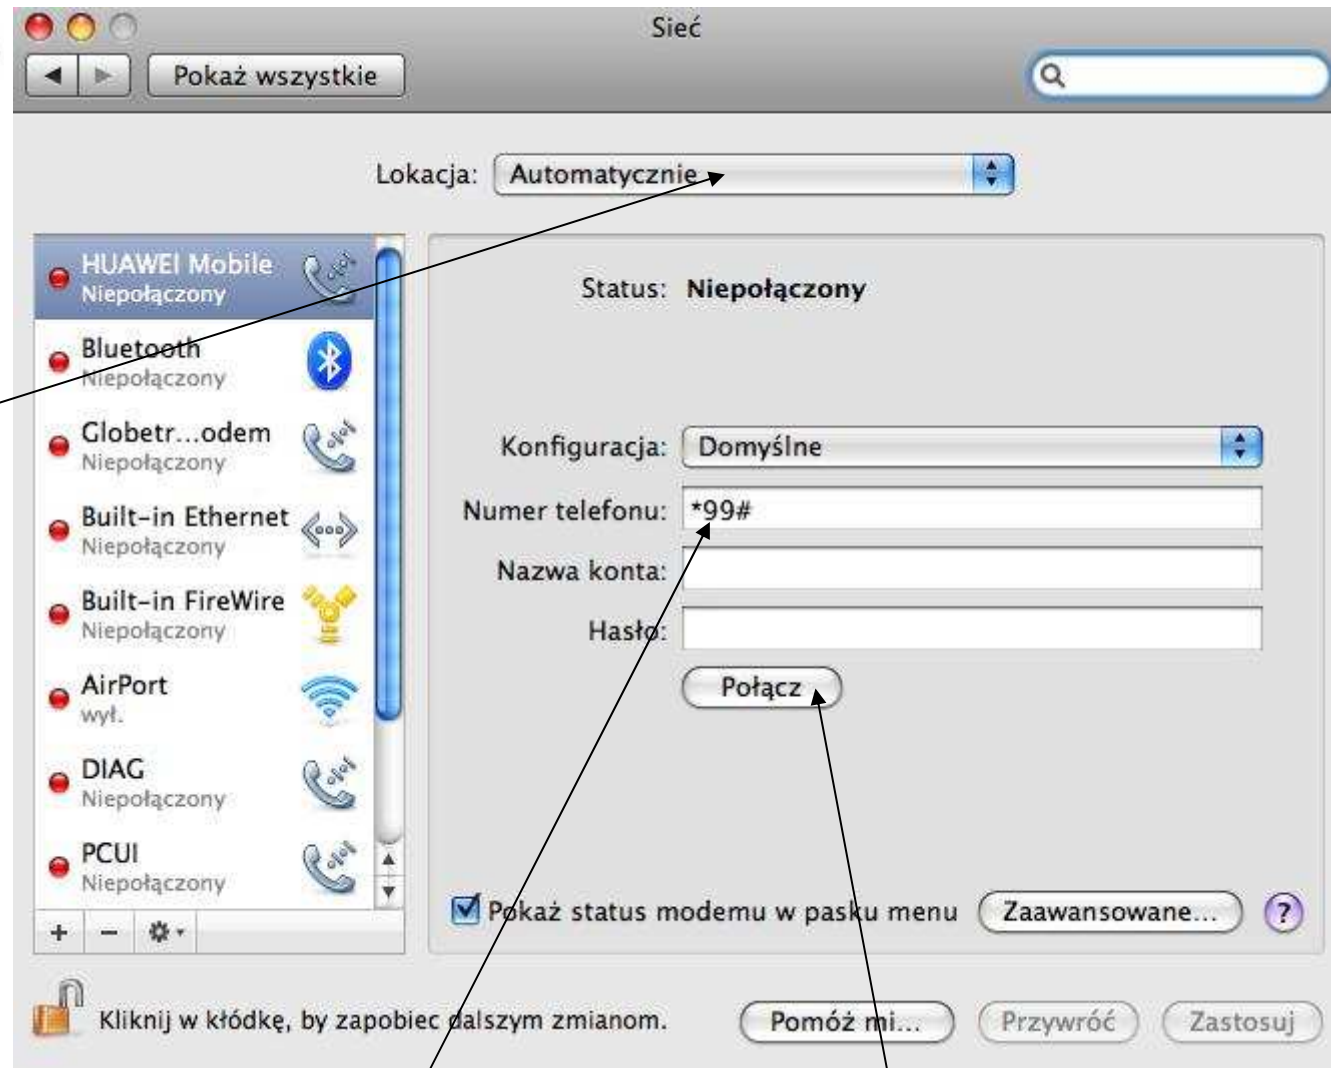 Sieć
Pokaż wszystkie
Lokacja: Automatycznie
HUAWEI Mobile
Niepołączony
Bluetooth
Niepołączony
Globetr...odem
Niepołączony
Built-in Ethernet
Niepołączony
Built-in FireWire
Niepołączony
AirPort
wył.
DIAG
Niepołączony
PCUI
Niepołączony
Status: Niepołączony
Konfiguracja: Domyślne
Numer telefonu: *99#
Nazwa konta:
Hasło:
Połącz
Pokaż status modemu w pasku menu Zaawansowane... ?
Kliknij w kłódkę, by zapobiec dalszym zmianom. Pomóż mi... Przywróć Zastosuj